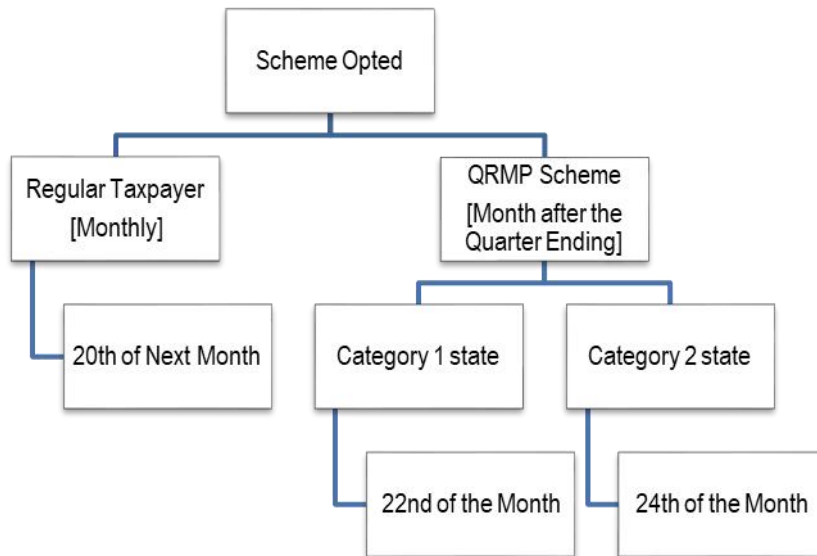 Scheme Opted
Regular Taxpayer
[Monthly]
QRMP Scheme
[Month after the
Quarter Ending]
20th of Next Month
Category 1 state
Category 2 state
22nd of the Month
24th of the Month